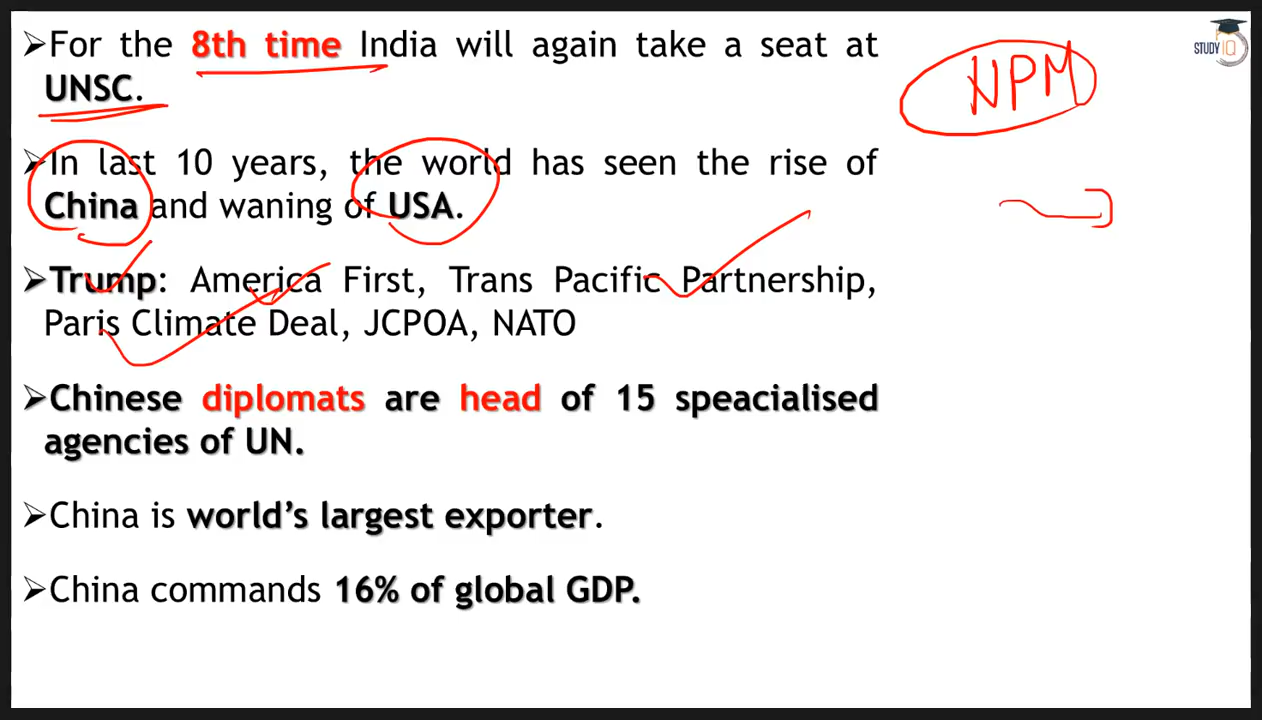 ➢For the 8th time India will again take a seat at
UNSC.
➢In last 10 years, the world has seen the rise of
China and waning of USA.
➢Trump: America First, Trans Pacific Partnership,
Paris Climate Deal, JCPOA, NATO
➢Chinese diplomats are head of 15 speacialised
agencies of UN.
➢China is world’s largest exporter.
➢China commands 16% of global GDP.
NPM
STUDY IQ